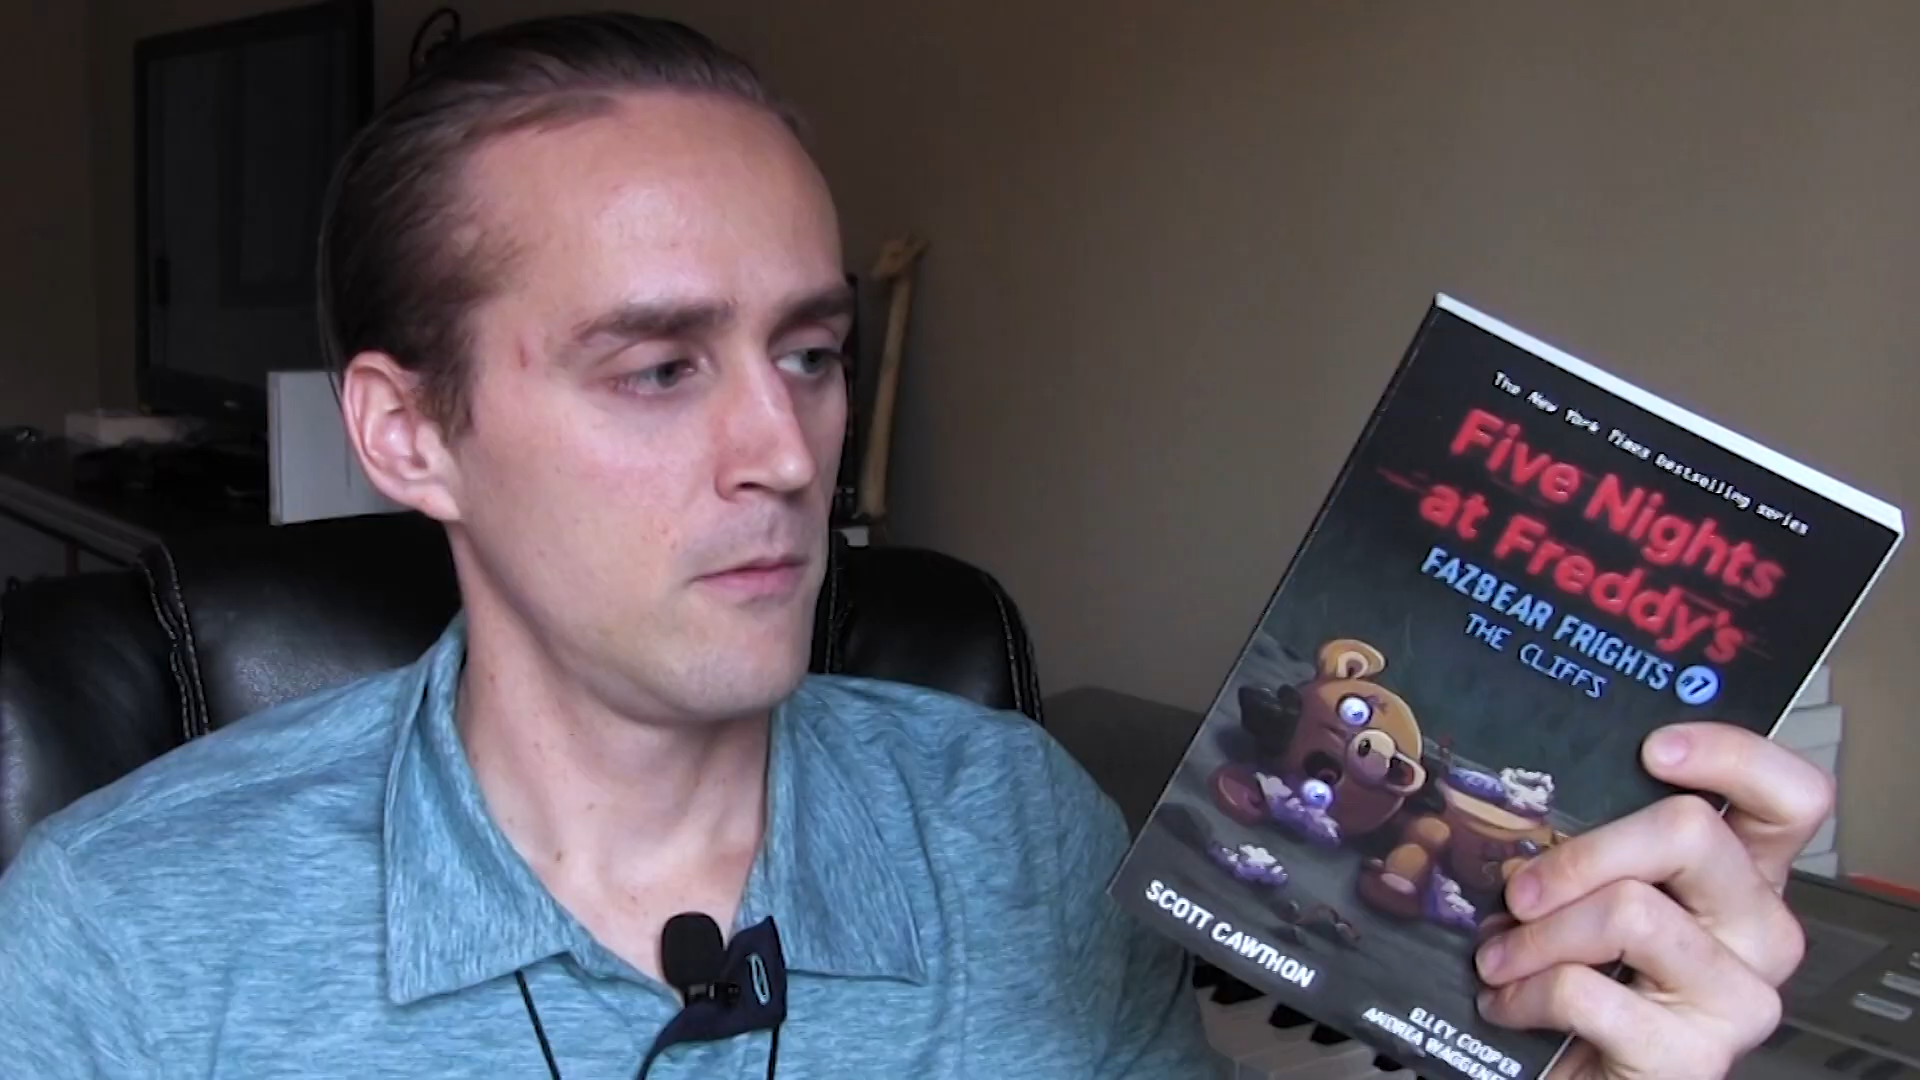 The New York Times bestselling series
Five Nights
at Freddy's
FAZBEAR FRIGHTS #7
THE CLIFFS
SCOTT CAWTHON
ELLEY COOPER
ANDREA